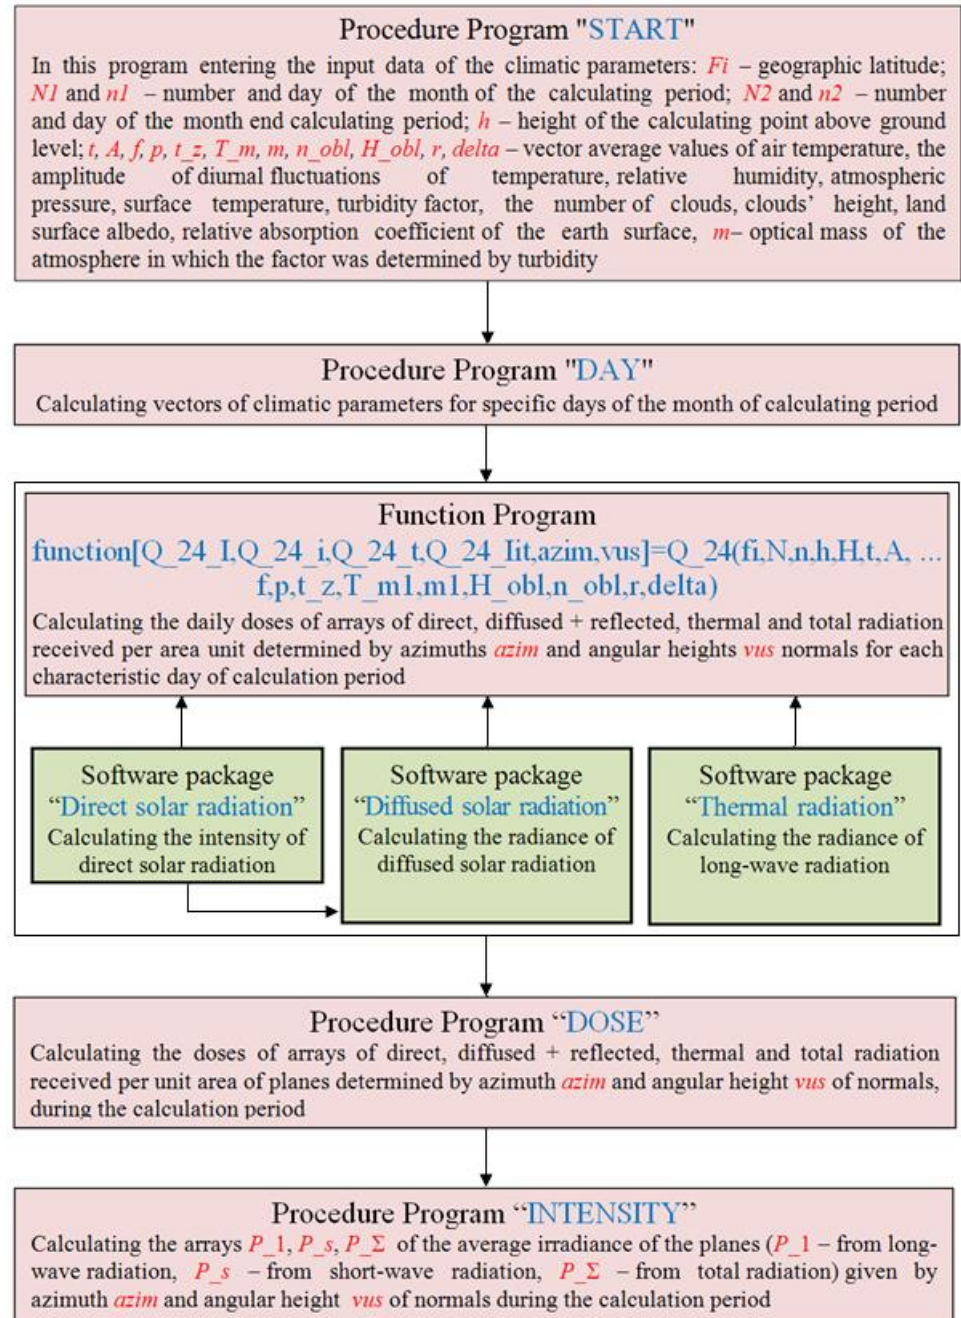 Procedure Program "START"
In this program entering the input data of the climatic parameters: Fi – geographic latitude;
N1 and n1 – number and day of the month of the calculating period; N2 and n2 – number
and day of the month end calculating period; h – height of the calculating point above ground
level; t, A, f, p, t_z, T_m, m, n_obl, H_obl, r, delta – vector average values of air temperature, the
amplitude of diurnal fluctuations of temperature, relative humidity, atmospheric
pressure, surface temperature, turbidity factor, the number of clouds, clouds’ height, land
surface albedo, relative absorption coefficient of the earth surface, m– optical mass of the
atmosphere in which the factor was determined by turbidity
Procedure Program "DAY"
Calculating vectors of climatic parameters for specific days of the month of calculating period
Function Program
function[Q_24_I,Q_24_i,Q_24_t,Q_24_Iit,azim,vus]=Q_24(fi,N,n,h,H,t,A, ...
f,p,t_z,T_m1,m1,H_obl,n_obl,r,delta)
Calculating the daily doses of arrays of direct, diffused + reflected, thermal and total radiation
received per area unit determined by azimuths azim and angular heights vus normals for each
characteristic day of calculation period
Software package
“Direct solar radiation”
Calculating the intensity of
direct solar radiation
Software package
“Diffused solar radiation”
Calculating the radiance of
diffused solar radiation
Software package
“Thermal radiation”
Calculating the radiance of
long-wave radiation
Procedure Program “DOSE”
Calculating the doses of arrays of direct, diffused + reflected, thermal and total radiation
received per unit area of planes determined by azimuth azim and angular height vus of normals,
during the calculation period
Procedure Program “INTENSITY”
Calculating the arrays P_1, P_s, P_Σ of the average irradiance of the planes (P_1 – from long-
wave radiation, P_s – from short-wave radiation, P_Σ – from total radiation) given by
azimuth azim and angular height vus of normals during the calculation period